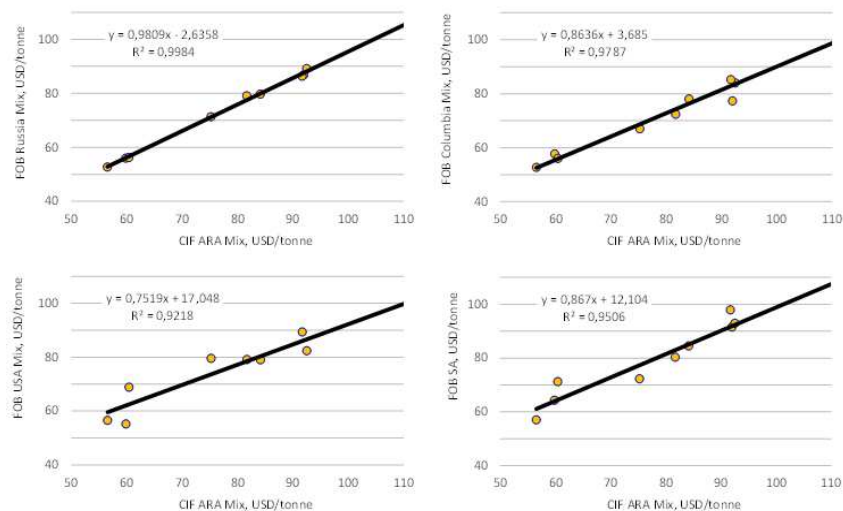 y = 0,9809x - 2,6358
R² = 0,9984
FOB Russia Mix, USD/tonne
100
80
60
40
50 60 70 80 90 100 110
CIF ARA Mix, USD/tonne
y = 0,8636x + 3,685
R² = 0,9787
FOB Columbia Mix, USD/tonne
100
80
60
40
50 60 70 80 90 100 110
CIF ARA Mix, USD/tonne
y = 0,7519x + 17,048
R² = 0,9218
FOB USA Mix, USD/tonne
100
80
60
40
50 60 70 80 90 100 110
CIF ARA Mix, USD/tonne
y = 0,867x + 12,104
R² = 0,9506
FOB SA, USD/tonne
100
80
60
40
50 60 70 80 90 100 110
CIF ARA Mix, USD/tonne